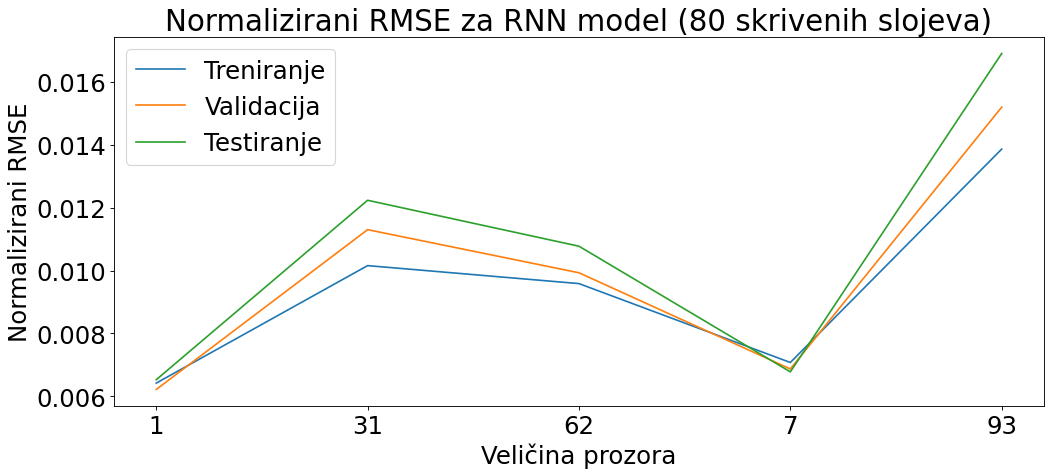 Normalizirani RMSE za RNN model (80 skrivenih slojeva)
Treniranje
Validacija
Testiranje
Normalizirani RMSE
0.016
0.014
0.012
0.010
0.008
0.006
1 31 62 7 93
Veličina prozora